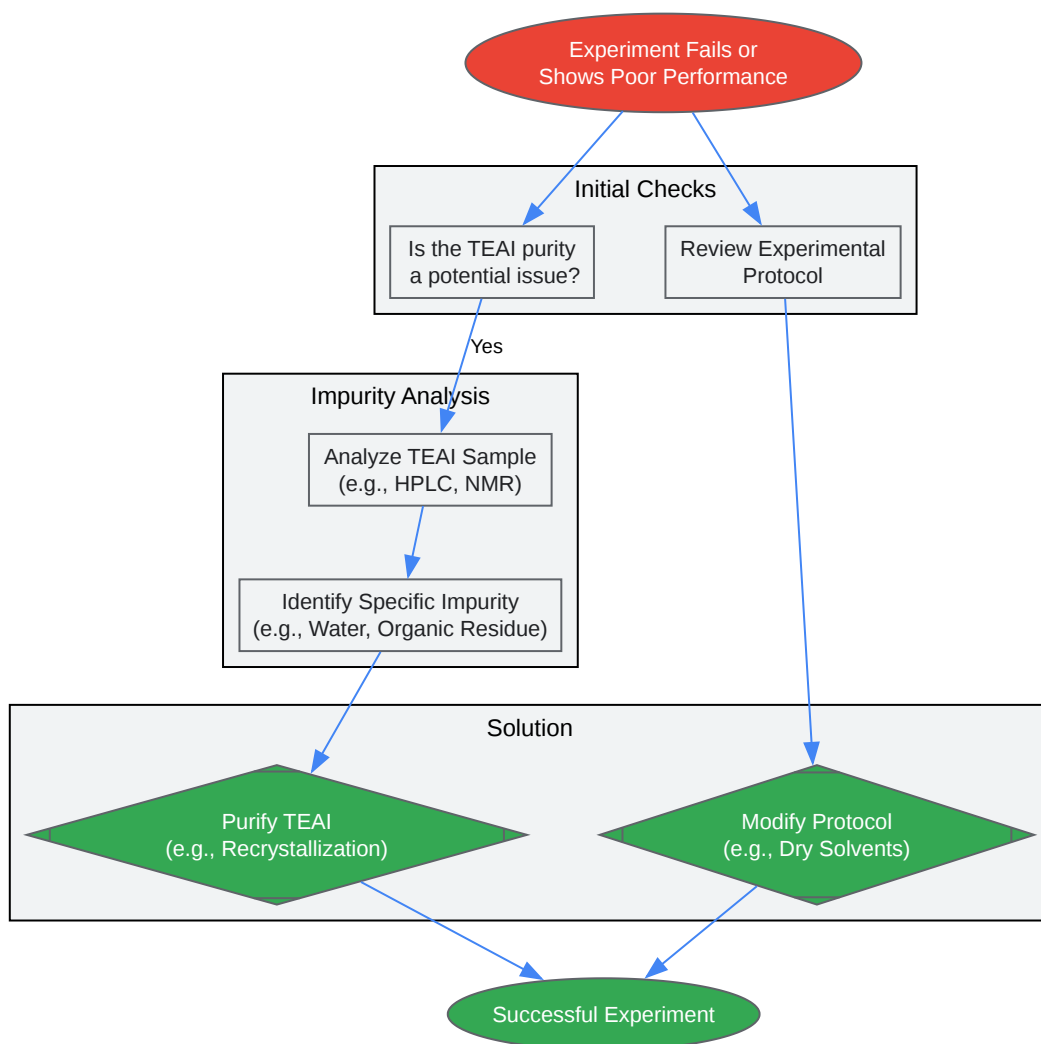 Experiment Fails or
Shows Poor Performance
Initial Checks
Is the TEAI purity
a potential issue?
Review Experimental
Protocol
Yes
Impurity Analysis
Analyze TEAI Sample
(e.g., HPLC, NMR)
Identify Specific Impurity
(e.g., Water, Organic Residue)
Solution
Purify TEAI
(e.g., Recrystallization)
Modify Protocol
(e.g., Dry Solvents)
Successful Experiment